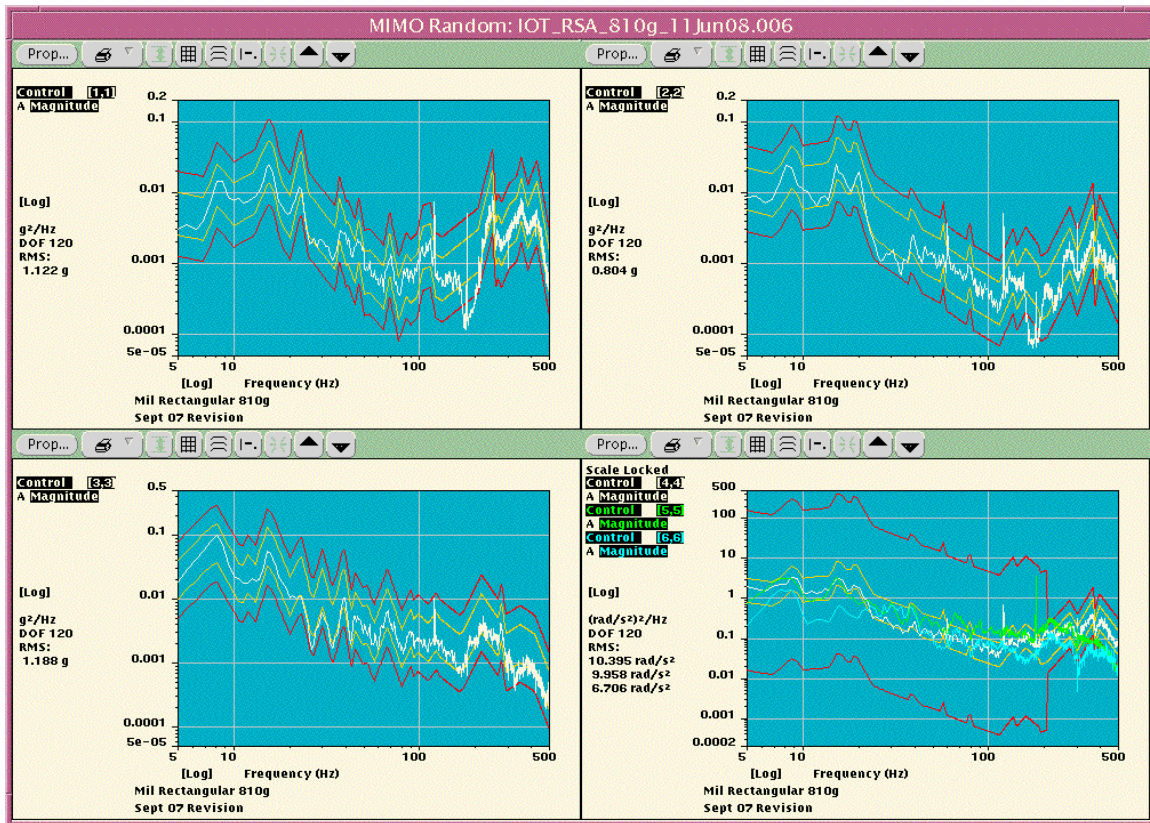 MIMO Random: IOT_RSA_810g_11Jun08.006
Prop...
Control [1,1]
A Magnitude
[Log]
g²/Hz
DOF 120
RMS:
1.122 g
0.2
0.1
0.01
0.001
0.0001
5e-05
5 10 100 500
[Log] Frequency (Hz)
Mil Rectangular 810g
Sept 07 Revision
Prop...
Control [2,2]
A Magnitude
[Log]
g²/Hz
DOF 120
RMS:
0.804 g
0.2
0.1
0.01
0.001
0.0001
5e-05
5 10 100 500
[Log] Frequency (Hz)
Mil Rectangular 810g
Sept 07 Revision
Prop...
Control [3,3]
A Magnitude
[Log]
g²/Hz
DOF 120
RMS:
1.188 g
0.5
0.1
0.01
0.001
0.0001
5e-05
5 10 100 500
[Log] Frequency (Hz)
Mil Rectangular 810g
Sept 07 Revision
Prop...
Scale Locked
Control [4,4]
A Magnitude
Control [5,5]
A Magnitude
Control [6,6]
A Magnitude
[Log]
(rad/s²)²/Hz
DOF 120
RMS:
10.395 rad/s²
9.958 rad/s²
6.706 rad/s²
500
100
10
1
0.1
0.01
0.001
0.0002
5 10 100 500
[Log] Frequency (Hz)
Mil Rectangular 810g
Sept 07 Revision